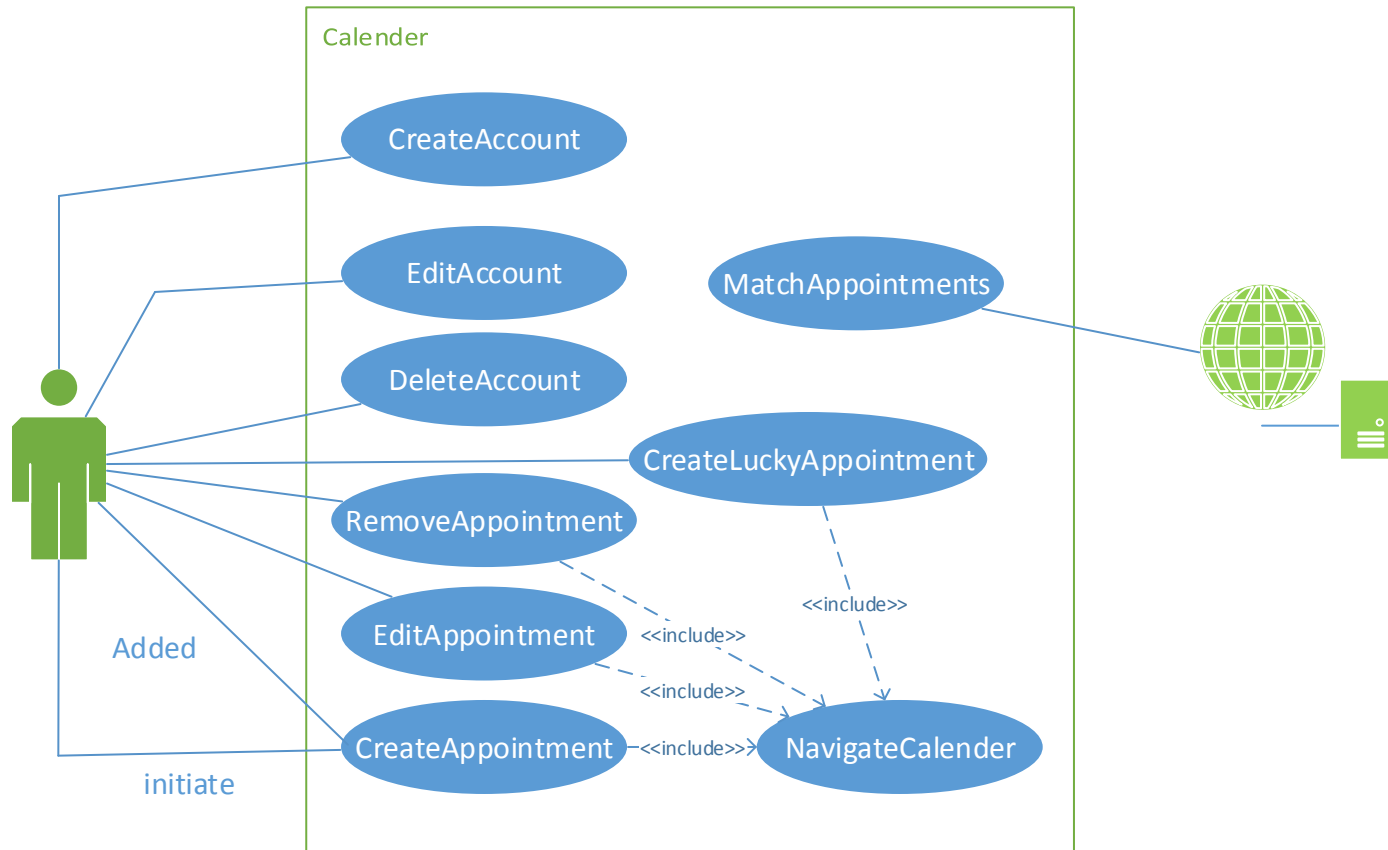 Calender
CreateAccount
EditAccount
MatchAppointments
DeleteAccount
CreateLuckyAppointment
RemoveAppointment
<<include>>
EditAppointment
<<include>>
Added
<<include>>
CreateAppointment
<<include>>
NavigateCalender
initiate